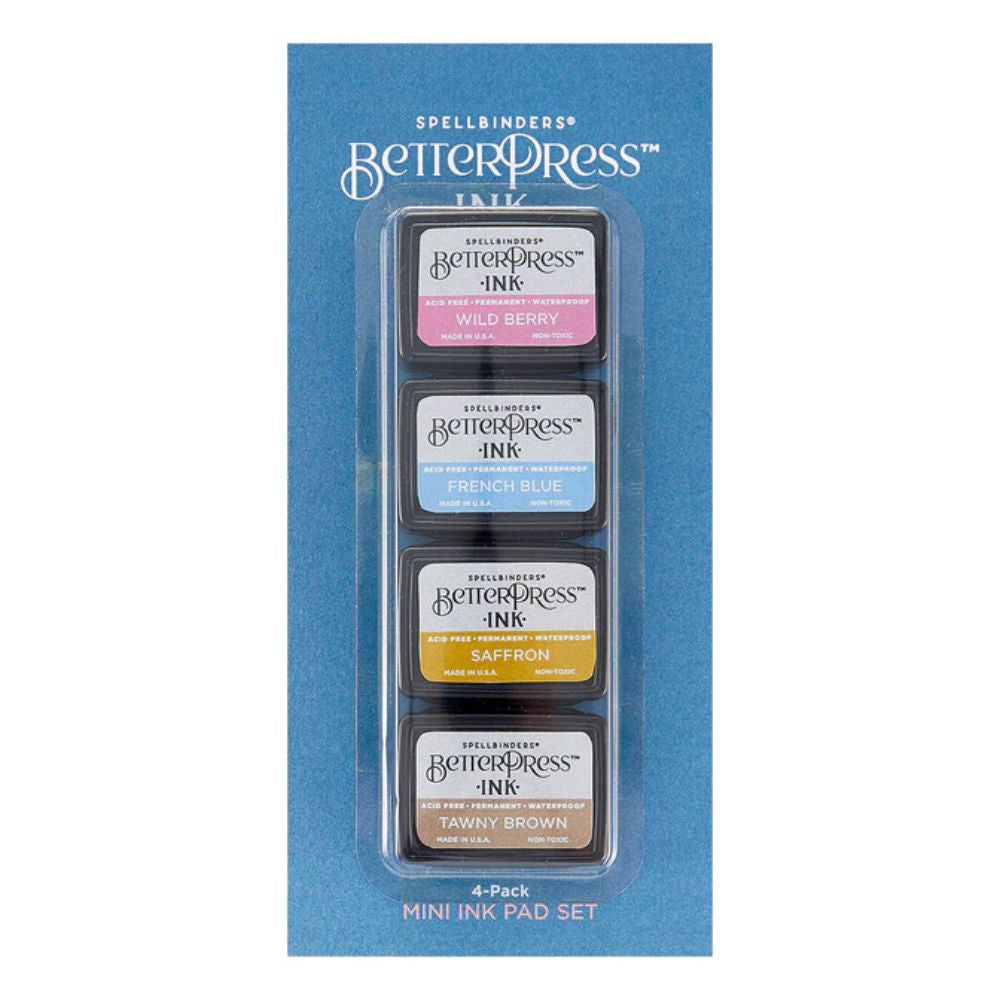 SPELLBINDERS®
BETTERPRESS™
INK
SPELLBINDERS®
BETTERPRESS™
·INK·
ACID FREE • PERMANENT • WATERPROOF
WILD BERRY
MADE IN U.S.A. NON-TOXIC
SPELLBINDERS®
BETTERPRESS™
·INK·
ACID FREE • PERMANENT • WATERPROOF
FRENCH BLUE
MADE IN U.S.A. NON-TOXIC
SPELLBINDERS®
BETTERPRESS™
·INK·
ACID FREE • PERMANENT • WATERPROOF
SAFFRON
MADE IN U.S.A. NON-TOXIC
SPELLBINDERS®
BETTERPRESS™
·INK·
ACID FREE • PERMANENT • WATERPROOF
TAWNY BROWN
MADE IN U.S.A. NON-TOXIC
4-Pack
MINI INK PAD SET